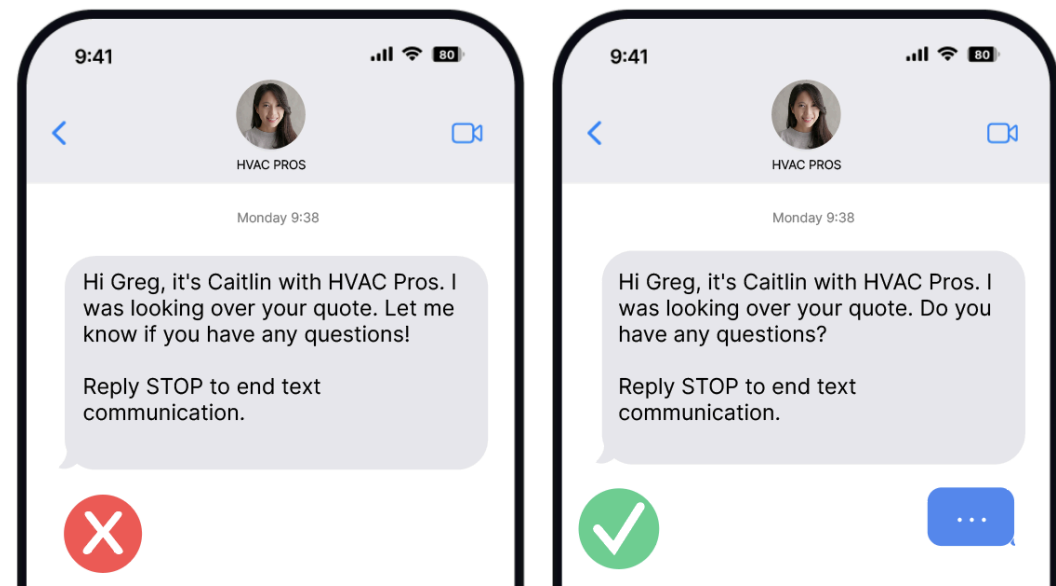 9:41
80
HVAC PROS
Monday 9:38
Hi Greg, it's Caitlin with HVAC Pros. I
was looking over your quote. Let me
know if you have any questions!
Reply STOP to end text
communication.
9:41
80
HVAC PROS
Monday 9:38
Hi Greg, it's Caitlin with HVAC Pros. I
was looking over your quote. Do you
have any questions?
Reply STOP to end text
communication.
...